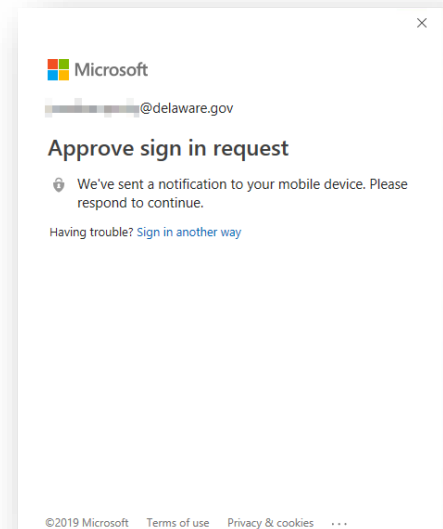 Microsoft
@delaware.gov
Approve sign in request
We've sent a notification to your mobile device. Please
respond to continue.
Having trouble? Sign in another way
©2019 Microsoft Terms of use Privacy & cookies ...